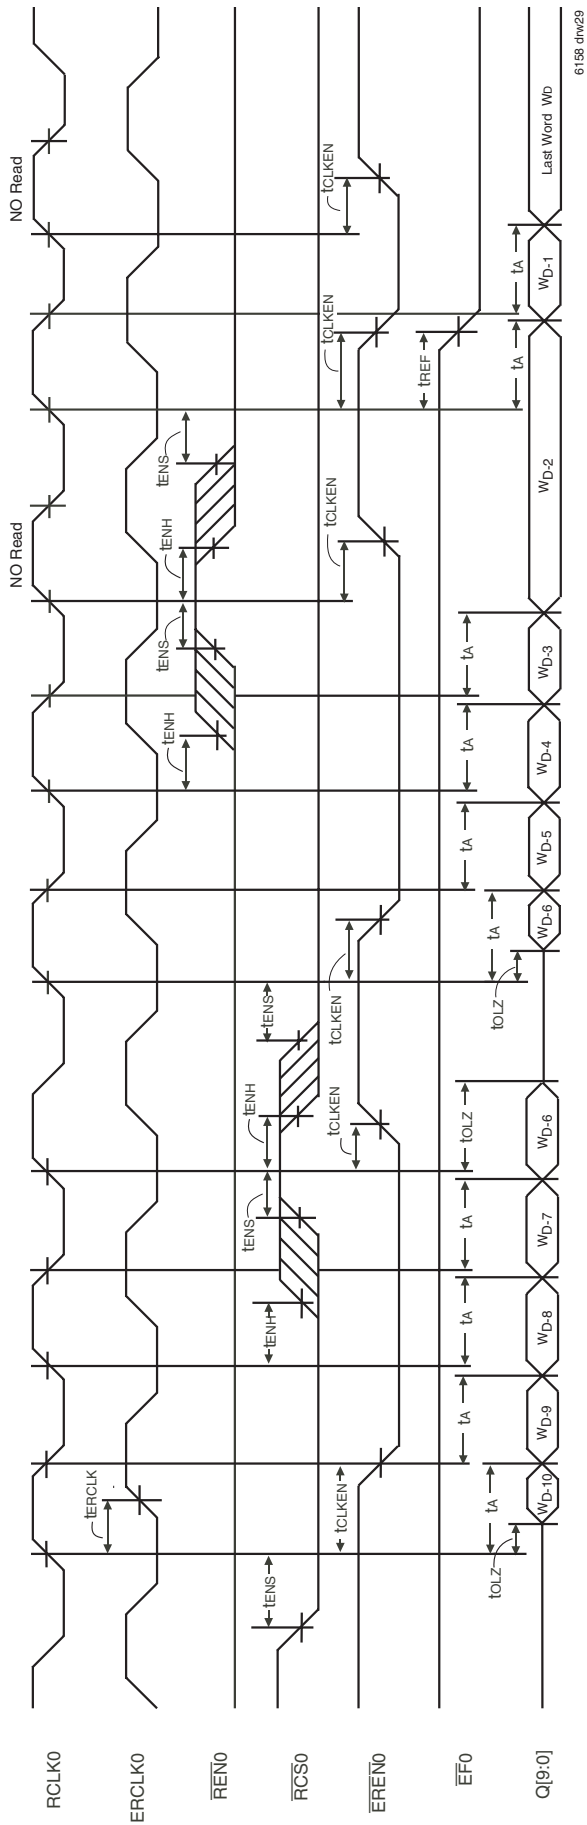 NO Read
NO Read
RCLK0
tERCLK
ERCLK0
tENH
tENS
tENH
tENS
REN0
tENS
tENH
tENS
tENH
tENS
RCS0
tCLKEN
tCLKEN
tCLKEN
tCLKEN
tCLKEN
tCLKEN
EREN0
tREF
EF0
tOLZ
tA
tA
tA
tA
tOLZ
tOLZ
tA
tA
tA
tA
tA
tA
Q[9:0]
WD-10
WD-9
WD-8
WD-7
WD-6
WD-6
WD-5
WD-4
WD-3
WD-2
WD-1
Last Word WD
6158 drw29